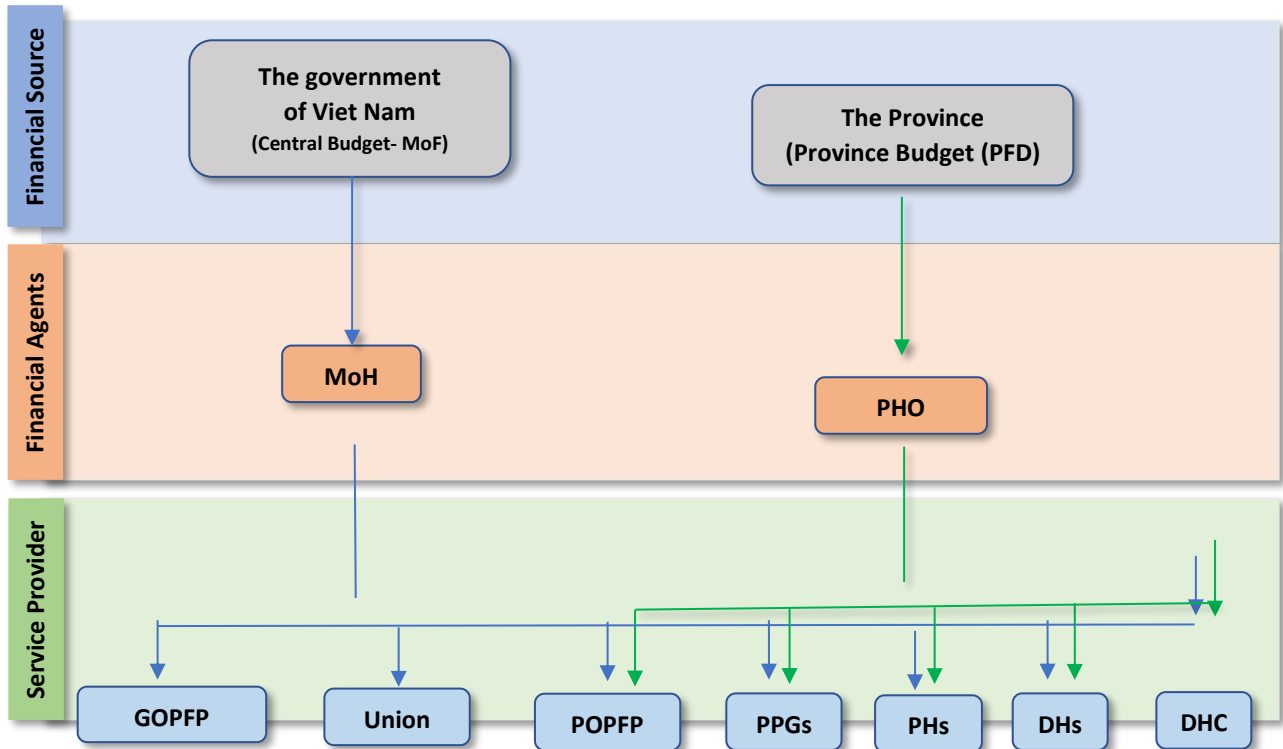 Financial Source
The government
of Viet Nam
(Central Budget- MoF)
The Province
(Province Budget (PFD)
Financial Agents
MoH
PHO
Service Provider
GOPFP
Union
POPFP
PPGs
PHs
DHs
DHC